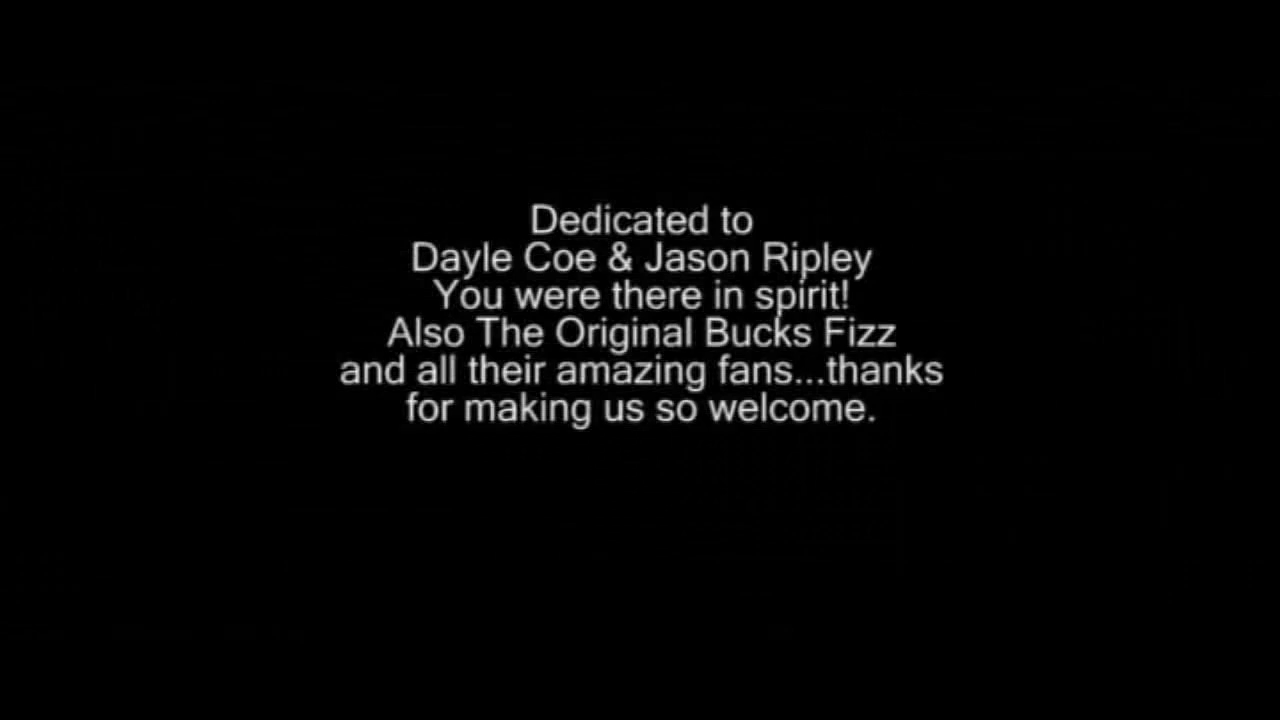 Dedicated to
Dayle Coe & Jason Ripley
You were there in spirit!
Also The Original Bucks Fizz
and all their amazing fans...thanks
for making us so welcome.